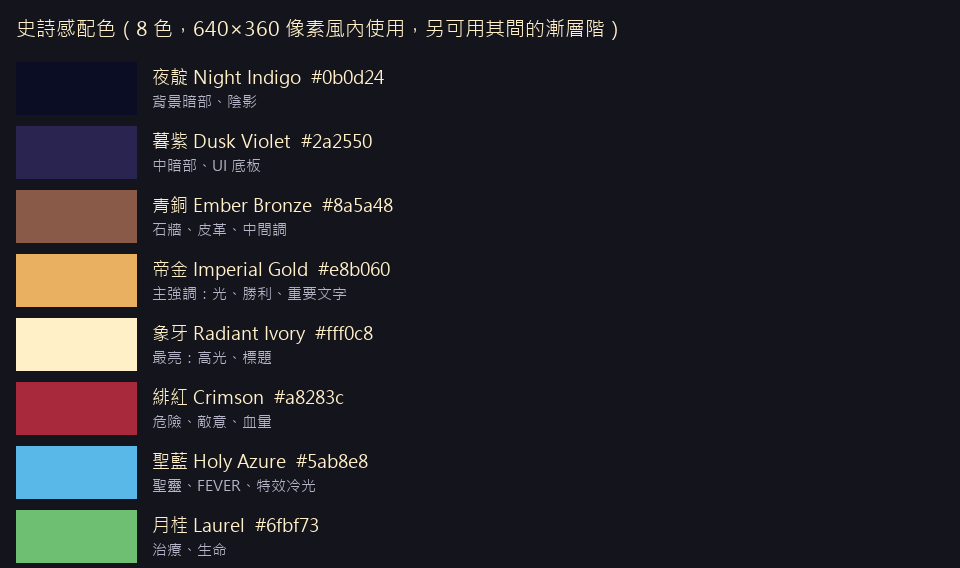 史詩感配色 ( 8 色，640×360 像素風內使用，另可用其間的漸層階 )
夜靛 Night Indigo #0b0d24
背景暗部、陰影
暮紫 Dusk Violet #2a2550
中暗部、UI 底板
青銅 Ember Bronze #8a5a48
石牆、皮革、中間調
帝金 Imperial Gold #e8b060
主強調：光、勝利、重要文字
象牙 Radiant Ivory #fff0c8
最亮：高光、標題
緋紅 Crimson #a8283c
危險、敵意、血量
聖藍 Holy Azure #5ab8e8
聖靈、FEVER、特效冷光
月桂 Laurel #6fbf73
治療、生命